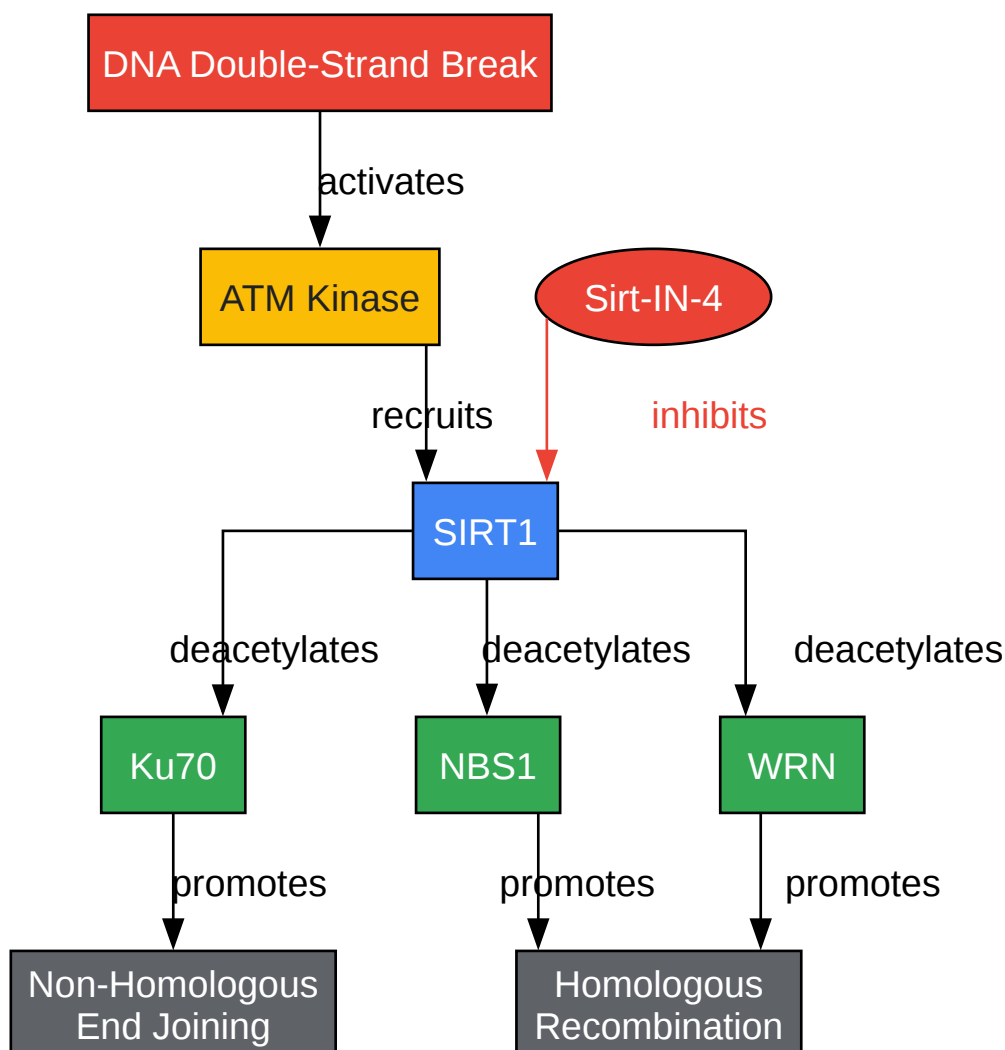 DNA Double-Strand Break
activates
ATM Kinase
Sirt-IN-4
recruits
inhibits
SIRT1
deacetylates
deacetylates
deacetylates
Ku70
NBS1
WRN
promotes
promotes
promotes
Non-Homologous
End Joining
Homologous
Recombination